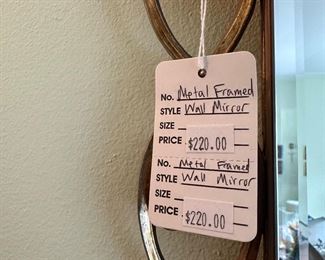 No. Metal Framed
STYLE Wall Mirror
SIZE
PRICE $220.00
No. Metal Framed
STYLE Wall Mirror
SIZE
PRICE $220.00